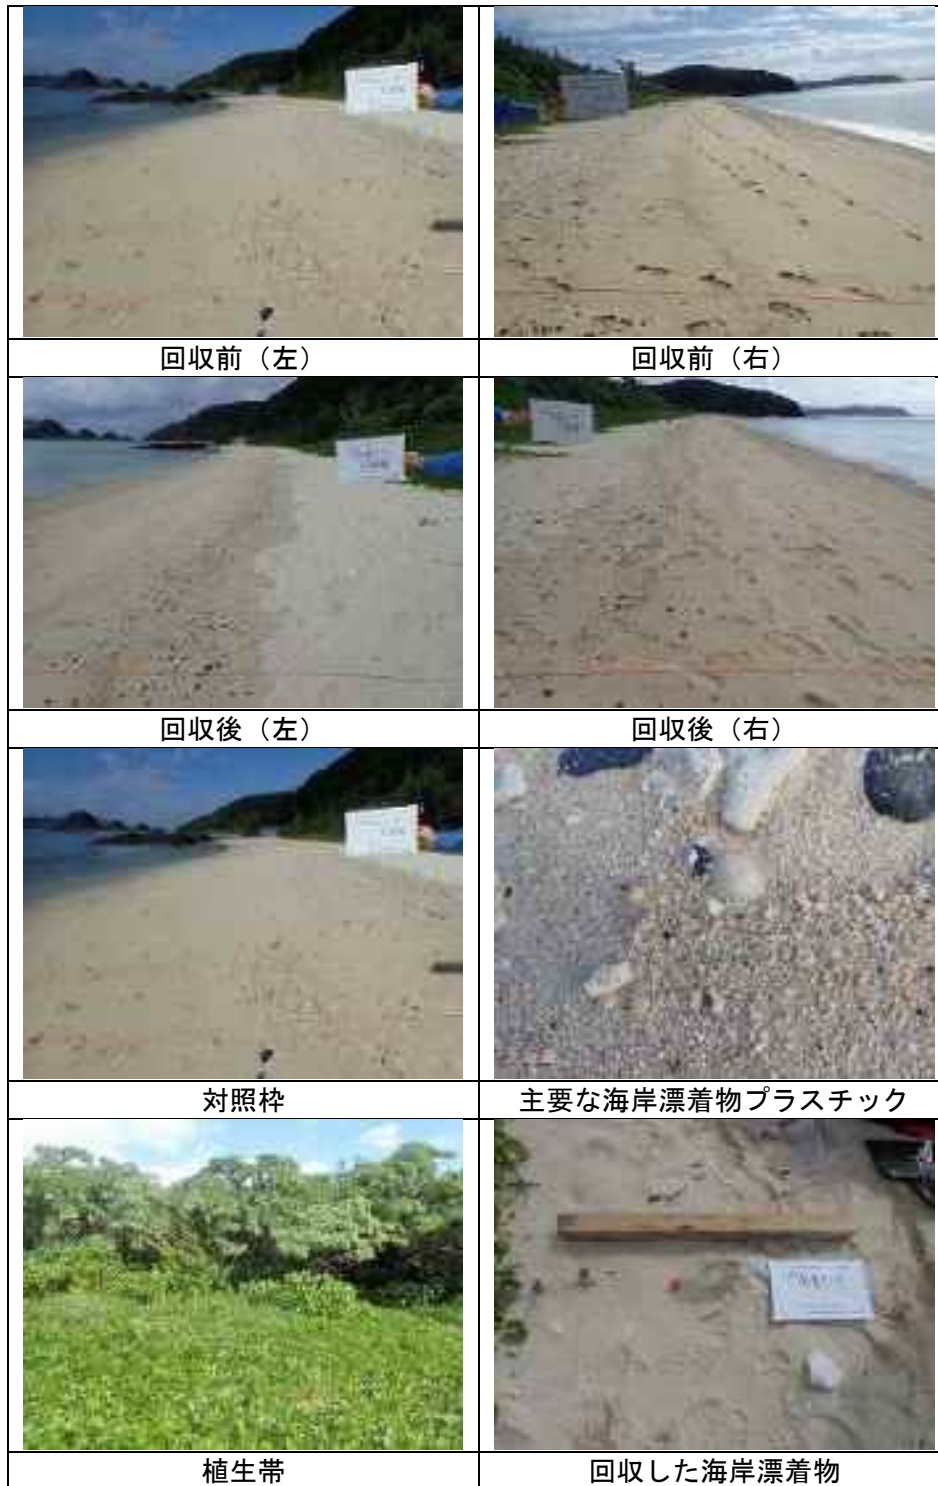 回収前（左）
回収前（右）
回収後（左）
回収後（右）
対照枠
主要な海岸漂着物プラスチック
植生帯
回収した海岸漂着物